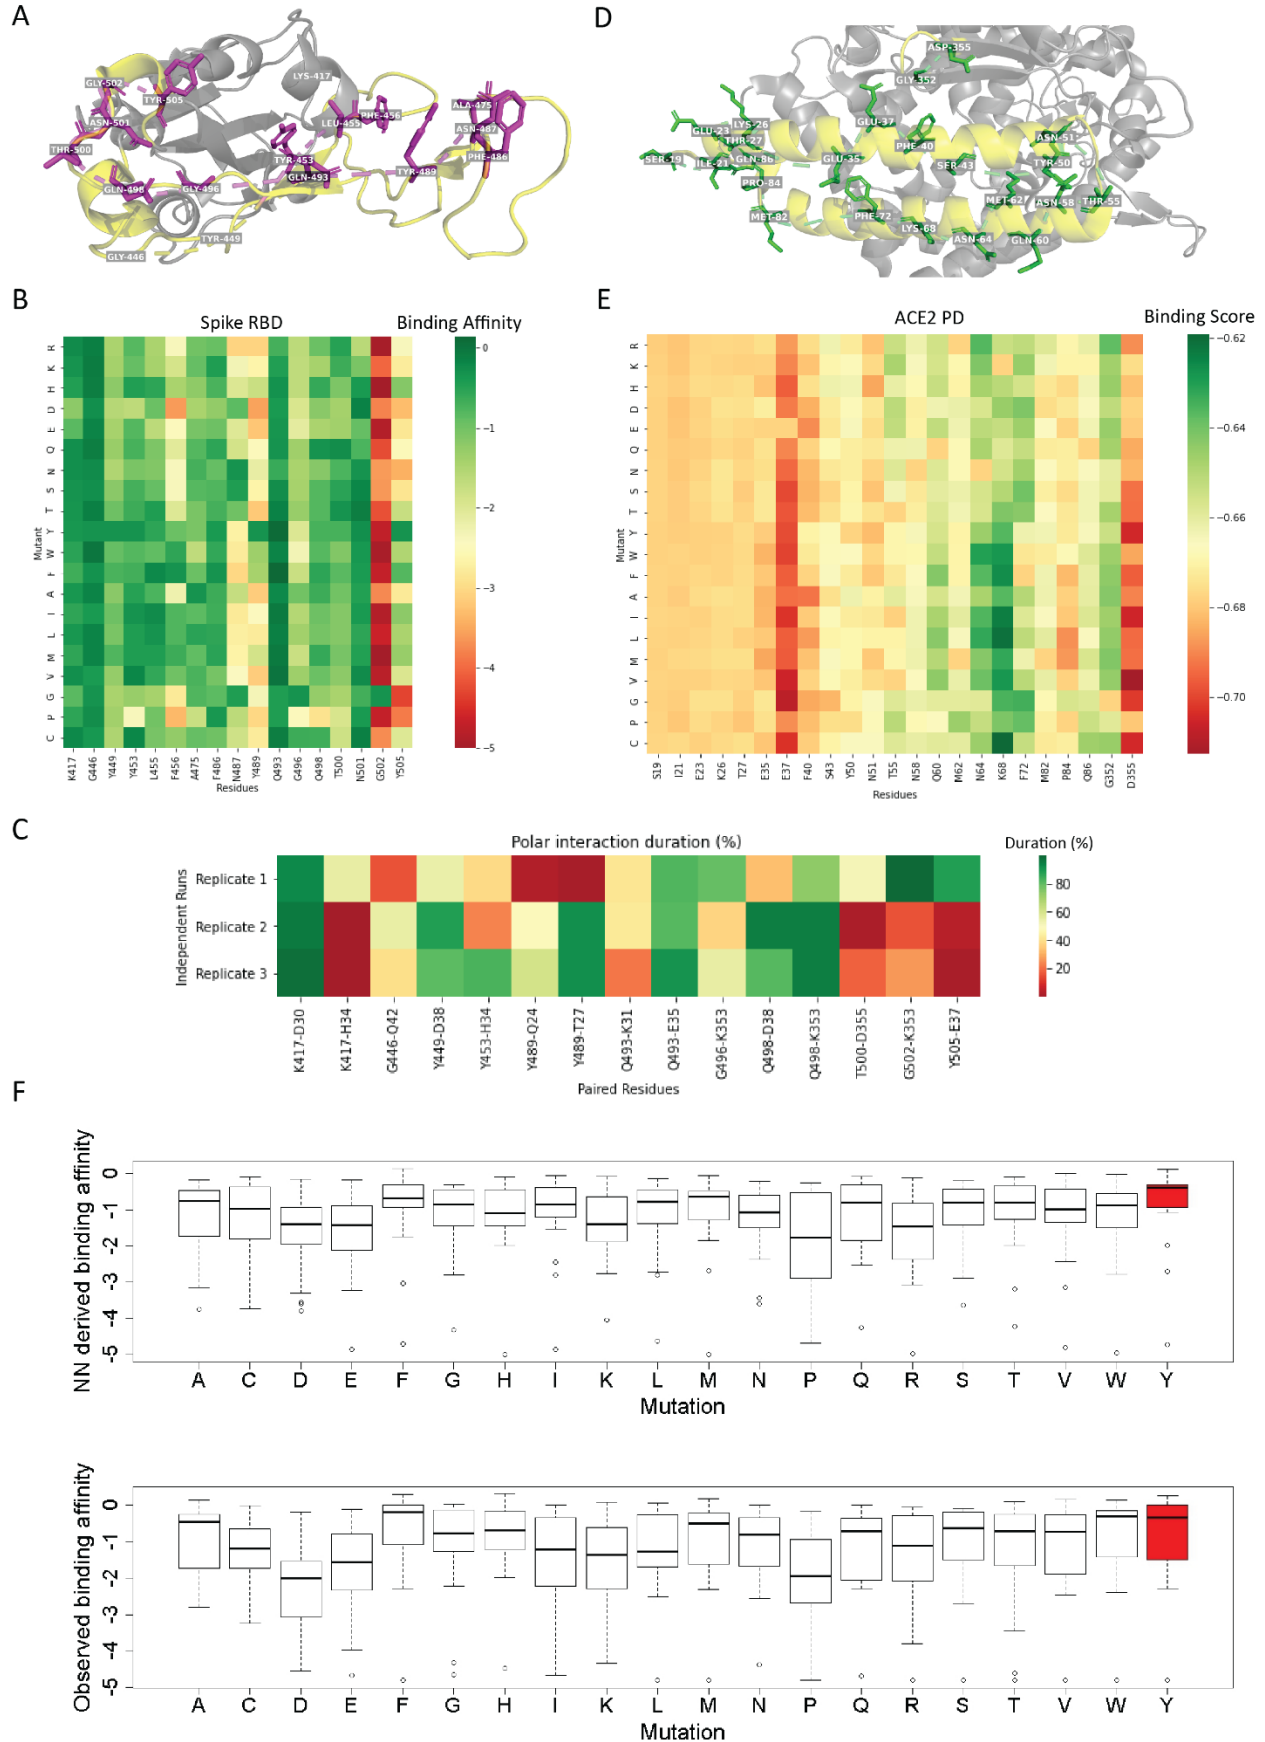 A
GLY-502
TYR-505
LYS-417
ASN-501
THR-500
GLN-498
GLY-496
TYR-449
GLY-446
LEU-455
PHE-456
TYR-453
GLN-493
TYR-489
ALA-475
ASN-487
PHE-486
D
ASP-355
GLY-352
GLU-37
LYS-26
GLU-23
THR-27
SER-19
ILE-21
GLN-86
PRO-84
MET-82
GLU-35
PHE-40
SER-43
ASN-51
TYR-50
MET-62
ASN-58
THR-55
PHE-72
LYS-68
ASN-64
GLN-60
B
Spike RBD
Binding Affinity
Mutant
R
K
H
D
E
Q
N
S
T
Y
W
F
A
I
L
M
V
G
P
C
K417 G446 Y449 Y453 L455 F456 A475 F486 N487 Y489 Q493 G496 Q498 T500 N501 G502 Y505
Residues
0
−1
−2
−3
−4
−5
E
ACE2 PD
Binding Score
Mutant
R
K
H
D
E
Q
N
S
T
Y
W
F
A
I
L
M
V
G
P
C
S19 I21 E23 K26 T27 E35 E37 F40 S43 Y50 N51 T55 N58 Q60 M62 N64 K68 F72 M82 P84 Q86 G352 D355
Residues
−0.62
−0.64
−0.66
−0.68
−0.70
C
Polar interaction duration (%)
Duration (%)
Independent Runs
Replicate 1
Replicate 2
Replicate 3
K417-D30 K417-H34 G446-Q42 Y449-D38 Y453-H34 Y489-Q24 Y489-T27 Q493-K31 Q493-E35 G496-K353 Q498-D38 Q498-K353 T500-D355 G502-K353 Y505-E37
Paired Residues
80
60
40
20
F
NN derived binding affinity
0
-1
-2
-3
-4
-5
A C D E F G H I K L M N P Q R S T V W Y
Mutation
Observed binding affinity
0
-1
-2
-3
-4
-5
A C D E F G H I K L M N P Q R S T V W Y
Mutation